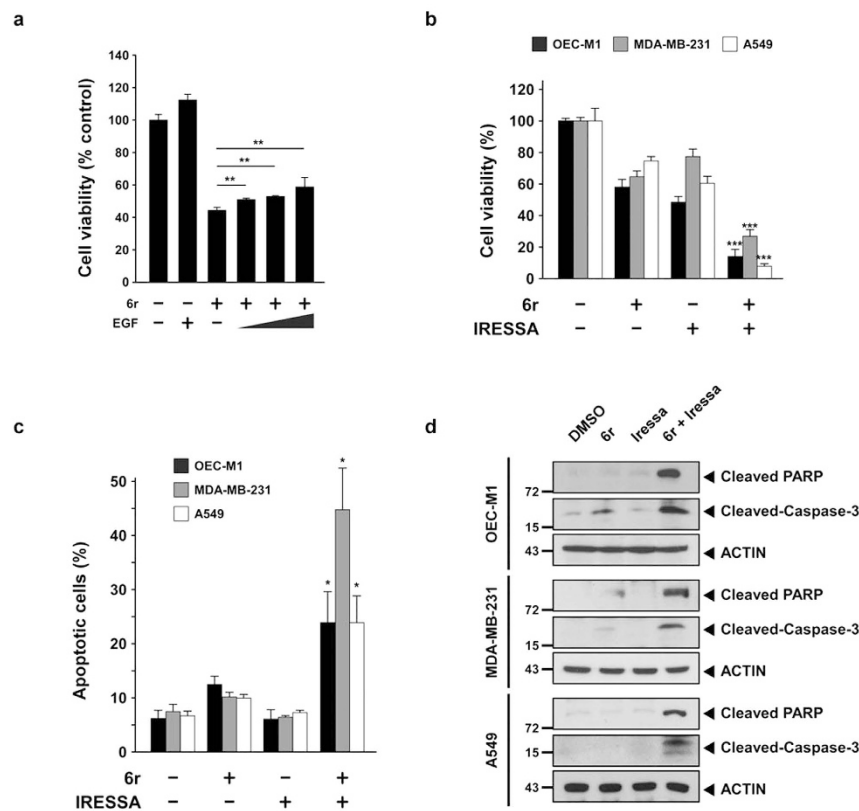 a
Cell viability (% control)
140
120
100
80
60
40
20
0
**
**
**
6r − − + + + +
EGF − + −
b
OEC-M1 MDA-MB-231 A549
Cell viability (%)
140
120
100
80
60
40
20
0
*** *** ***
6r − + − +
IRESSA − − + +
c
OEC-M1
MDA-MB-231
A549
Apoptotic cells (%)
50
40
30
20
10
0
* * *
6r − + − +
IRESSA − − + +
d
DMSO 6r Iressa 6r + Iressa
OEC-M1
72 Cleaved PARP
15 Cleaved-Caspase-3
43 ACTIN
MDA-MB-231
72 Cleaved PARP
15 Cleaved-Caspase-3
43 ACTIN
A549
72 Cleaved PARP
15 Cleaved-Caspase-3
43 ACTIN